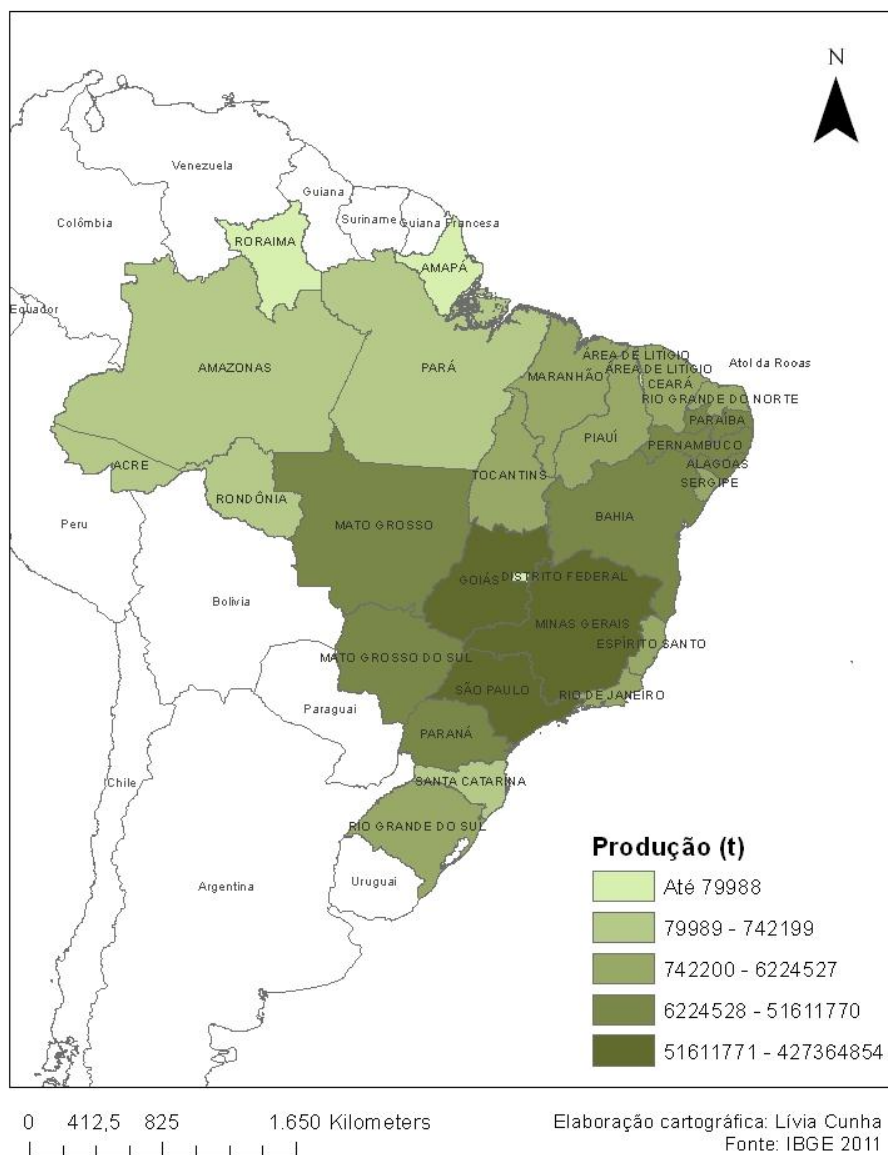 N
Venezuela
Guiana
Suriname
Guiana Francesa
Colômbia
RORAIMA
AMAPÁ
Equador
AMAZONAS
PARÁ
ÁREA DE LITIGIO
Atol da Rocas
MARANHÃO
ÁREA DE LITIGIO
CEARÁ
RIO GRANDE DO NORTE
PARAÍBA
PIAUÍ
PERNAMBUCO
ACRE
ALAGOAS
TOCANTINS
SERGIPE
RONDÔNIA
Peru
MATO GROSSO
BAHIA
GOIÁS
DISTRITO FEDERAL
Bolivia
MINAS GERAIS
ESPÍRITO SANTO
MATO GROSSO DO SUL
SÃO PAULO
RIO DE JANEIRO
Paraguai
PARANÁ
Chile
SANTA CATARINA
RIO GRANDE DO SUL
Uruguai
Argentina
Produção (t)
Até 79988
79989 - 742199
742200 - 6224527
6224528 - 51611770
51611771 - 427364854
0 412,5 825 1.650 Kilometers
Elaboração cartográfica: Lívia Cunha
Fonte: IBGE 2011